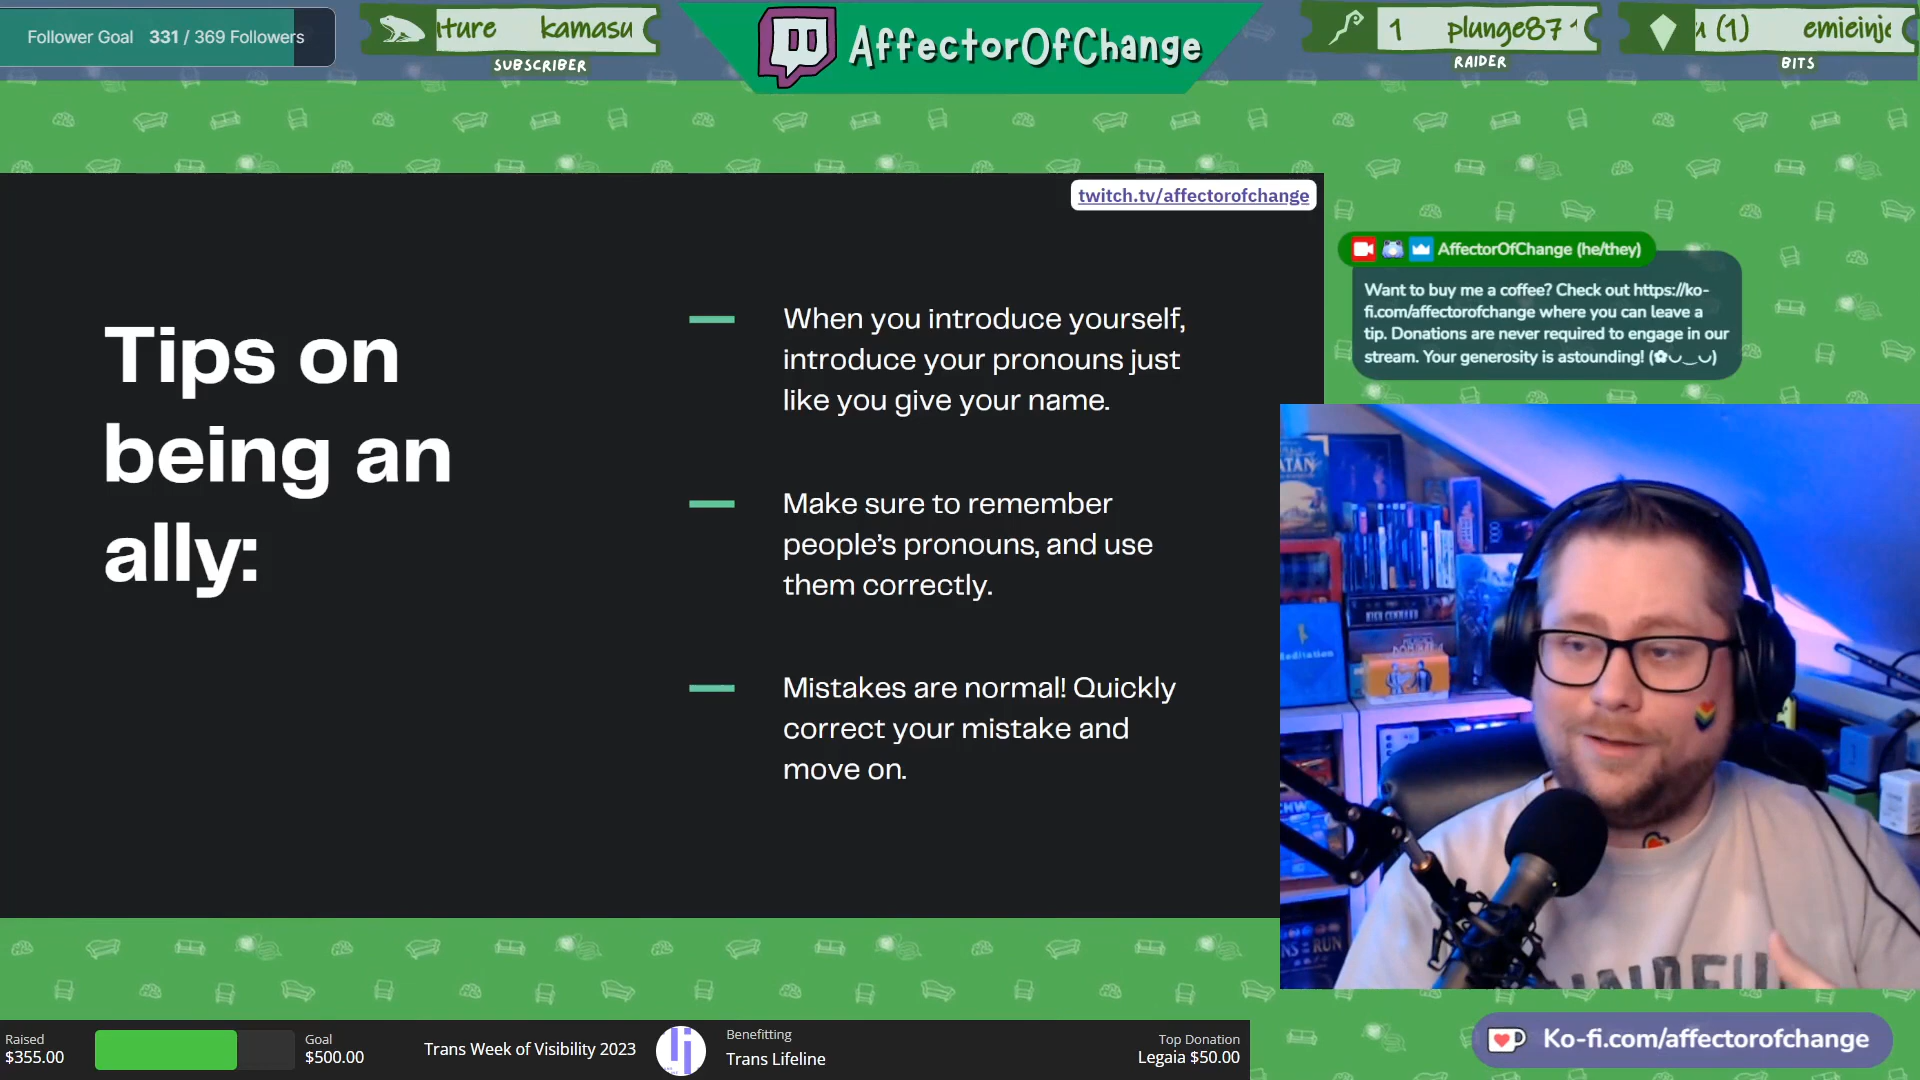 Follower Goal 331 / 369 Followers
kamasu
SUBSCRIBER
AffectorOfChange
1 plunge87
RAIDER
(1) emieinjo
BITS
twitch.tv/affectorofchange
Tips on
being an
ally:
When you introduce yourself,
introduce your pronouns just
like you give your name.
Make sure to remember
people's pronouns, and use
them correctly.
Mistakes are normal! Quickly
correct your mistake and
move on.
AffectorOfChange (he/they)
Want to buy me a coffee? Check out https://ko-
fi.com/affectorofchange where you can leave a
tip. Donations are never required to engage in our
stream. Your generosity is astounding! (✿◡‿◡)
HIGH COMMAND
Meditation
Raised
$355.00
Goal
$500.00
Trans Week of Visibility 2023
Benefitting
Trans Lifeline
Top Donation
Legaia $50.00
Ko-fi.com/affectorofchange